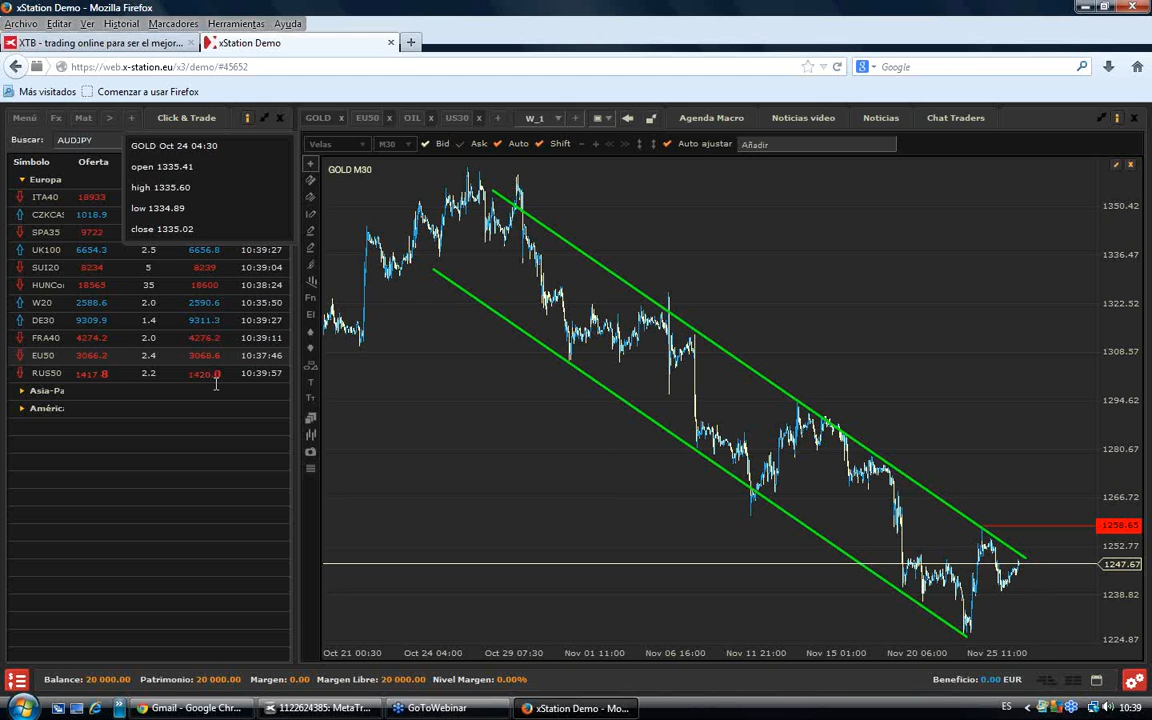 xStation Demo - Mozilla Firefox
Archivo Editar Ver Historial Marcadores Herramientas Ayuda
XTB - trading online para ser el mejor... × xStation Demo × +
https://web.x-station.eu/x3/demo/#45652 Google
Más visitados Comenzar a usar Firefox
Menú Fx Mat > + Click & Trade GOLD x EU50 x OIL x US30 x + W_1 Agenda Macro Noticias video Noticias Chat Traders
Buscar: AUDJPY
Velas M30 Bid Ask Auto Shift Auto ajustar Añadir
GOLD Oct 24 04:30
open 1335.41
high 1335.60
low 1334.89
close 1335.02
Símbolo Oferta
Europa
ITA40 18933
CZKCAS 1018.9
SPA35 9722
UK100 6654.3 2.5 6656.8 10:39:27
SUI20 8234 5 8239 10:39:04
HUNCor 18565 35 18600 10:38:24
W20 2588.6 2.0 2590.6 10:35:50
DE30 9309.9 1.4 9311.3 10:39:27
FRA40 4274.2 2.0 4276.2 10:39:11
EU50 3066.2 2.4 3068.6 10:37:46
RUS50 1417.8 2.2 1420.0 10:39:57
Asia-Pa
Améric
GOLD M30
Fn
EI
T
TT
1350.42
1336.47
1322.52
1308.57
1294.62
1280.67
1266.72
1258.65
1252.77
1247.67
1238.82
1224.87
Oct 21 00:30 Oct 24 04:00 Oct 29 07:30 Nov 01 11:00 Nov 06 16:00 Nov 11 21:00 Nov 15 01:00 Nov 20 06:00 Nov 25 11:00
Balance: 20 000.00 Patrimonio: 20 000.00 Margen: 0.00 Margen Libre: 20 000.00 Nivel Margen: 0.00% Beneficio: 0.00 EUR
Gmail - Google Chr... 1122624385: MetaTr... GoToWebinar xStation Demo - Mo... ES 10:39